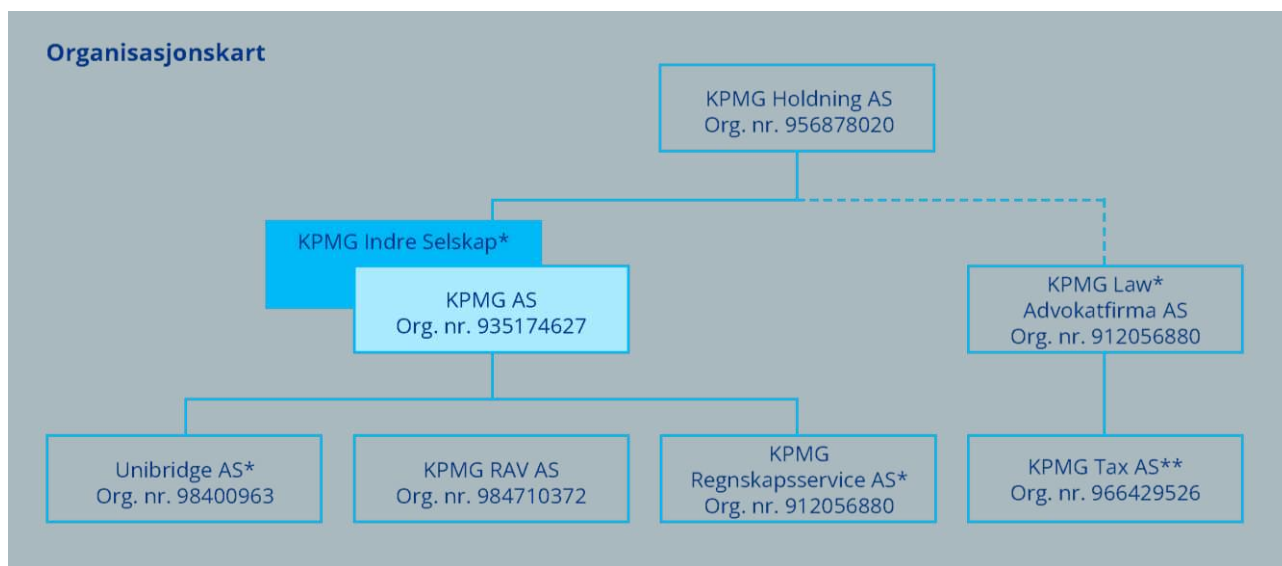 Organisasjonskart
KPMG Holdning AS
Org. nr. 956878020
KPMG Indre Selskap*
KPMG AS
Org. nr. 935174627
KPMG Law*
Advokatfirma AS
Org. nr. 912056880
Unibridge AS*
Org. nr. 98400963
KPMG RAV AS
Org. nr. 984710372
KPMG
Regnskapsservice AS*
Org. nr. 912056880
KPMG Tax AS**
Org. nr. 966429526